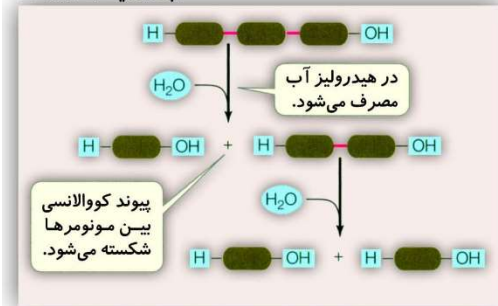 H OH
H₂O
در هیدرولیز آب
مصرف می‌شود.
H OH + H OH
پیوند کووالانسی
بین مونومرها
شکسته می‌شود.
H₂O
H OH + H OH